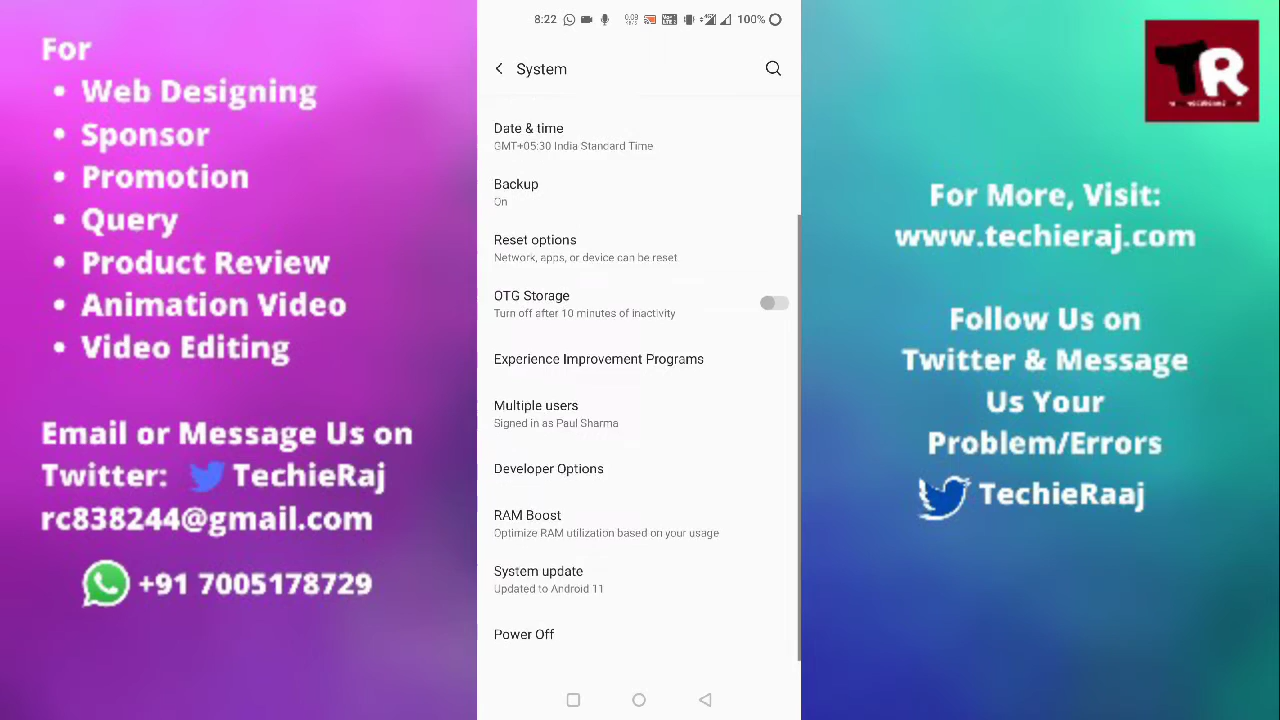 For
• Web Designing
• Sponsor
• Promotion
• Query
• Product Review
• Animation Video
• Video Editing
Email or Message Us on
Twitter: TechieRaj
rc838244@gmail.com
+91 7005178729
8:22 100%
System
Date & time
GMT+05:30 India Standard Time
Backup
On
Reset options
Network, apps, or device can be reset
OTG Storage
Turn off after 10 minutes of inactivity
Experience Improvement Programs
Multiple users
Signed in as Paul Sharma
Developer Options
RAM Boost
Optimize RAM utilization based on your usage
System update
Updated to Android 11
Power Off
TR
For More, Visit:
www.techieraj.com
Follow Us on
Twitter & Message
Us Your
Problem/Errors
TechieRaaj